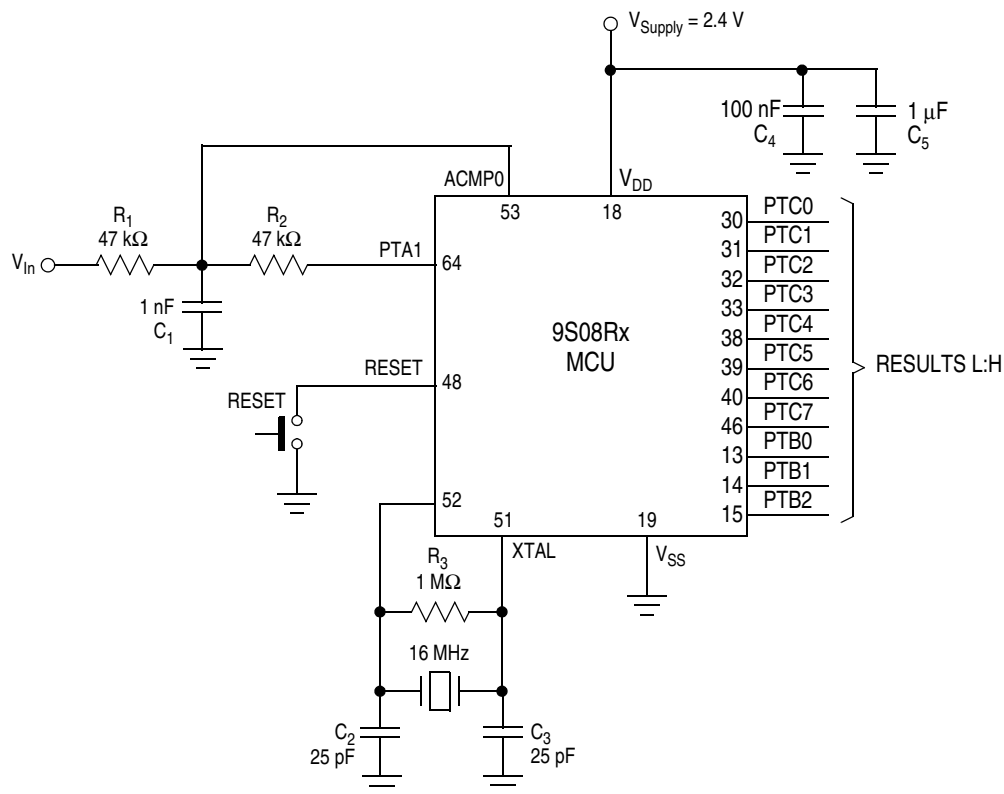 V_Supply = 2.4 V
100 nF
C4
1 μF
C5
ACMP0
53
VDD
18
R1
47 kΩ
R2
47 kΩ
VIn
PTA1
64
1 nF
C1
9S08Rx
MCU
30 PTC0
31 PTC1
32 PTC2
33 PTC3
38 PTC4
39 PTC5
40 PTC6
46 PTC7
13 PTB0
14 PTB1
15 PTB2
RESULTS L:H
RESET
48
RESET
52
51
XTAL
19
VSS
R3
1 MΩ
16 MHz
C2
25 pF
C3
25 pF